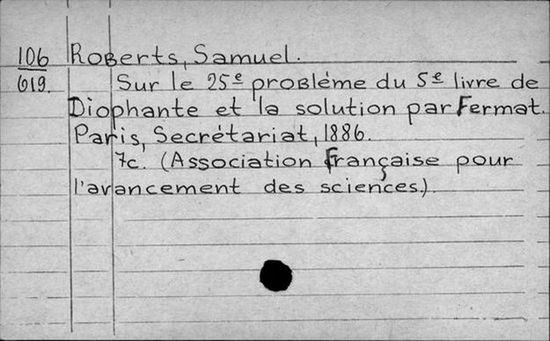 106 Roberts, Samuel.
619. Sur le 25e probléme du 5e livre de
Diophante et la solution par Fermat.
Paris, Secrétariat, 1886.
7c. (Association française pour
l'avancement des sciences.)